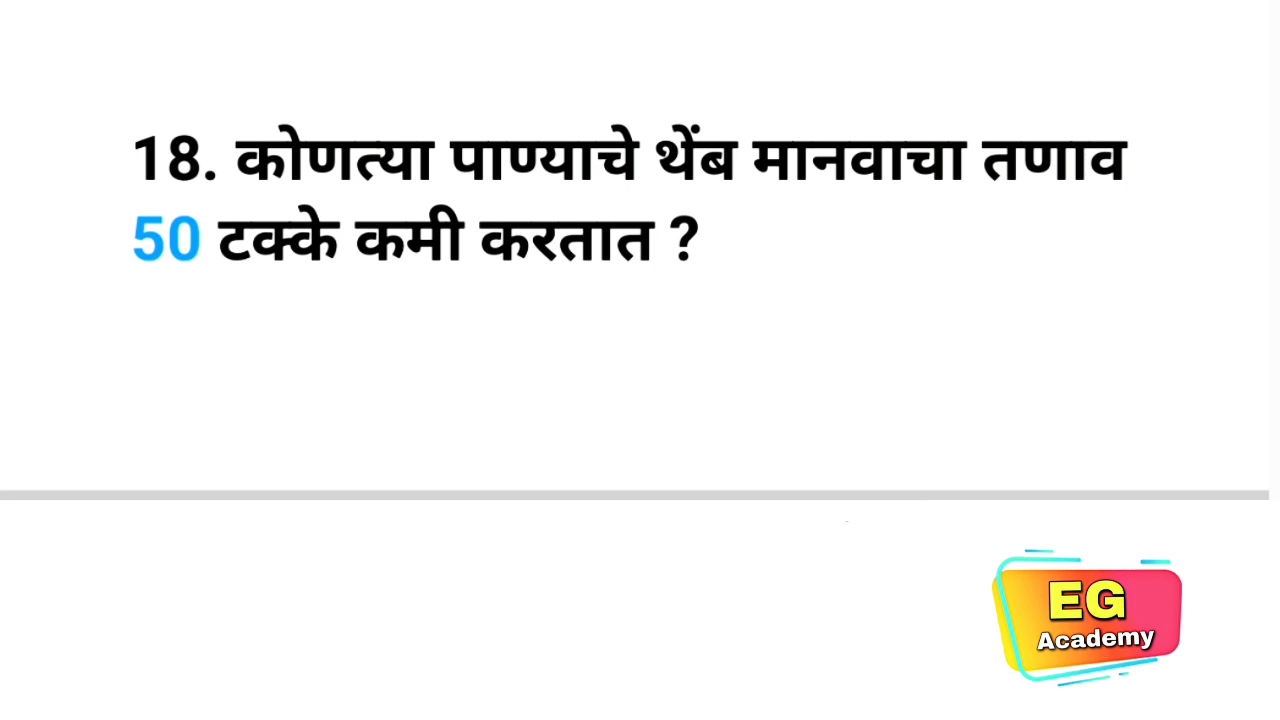 18. कोणत्या पाण्याचे थेंब मानवाचा तणाव
50 टक्के कमी करतात ?
EG
Academy